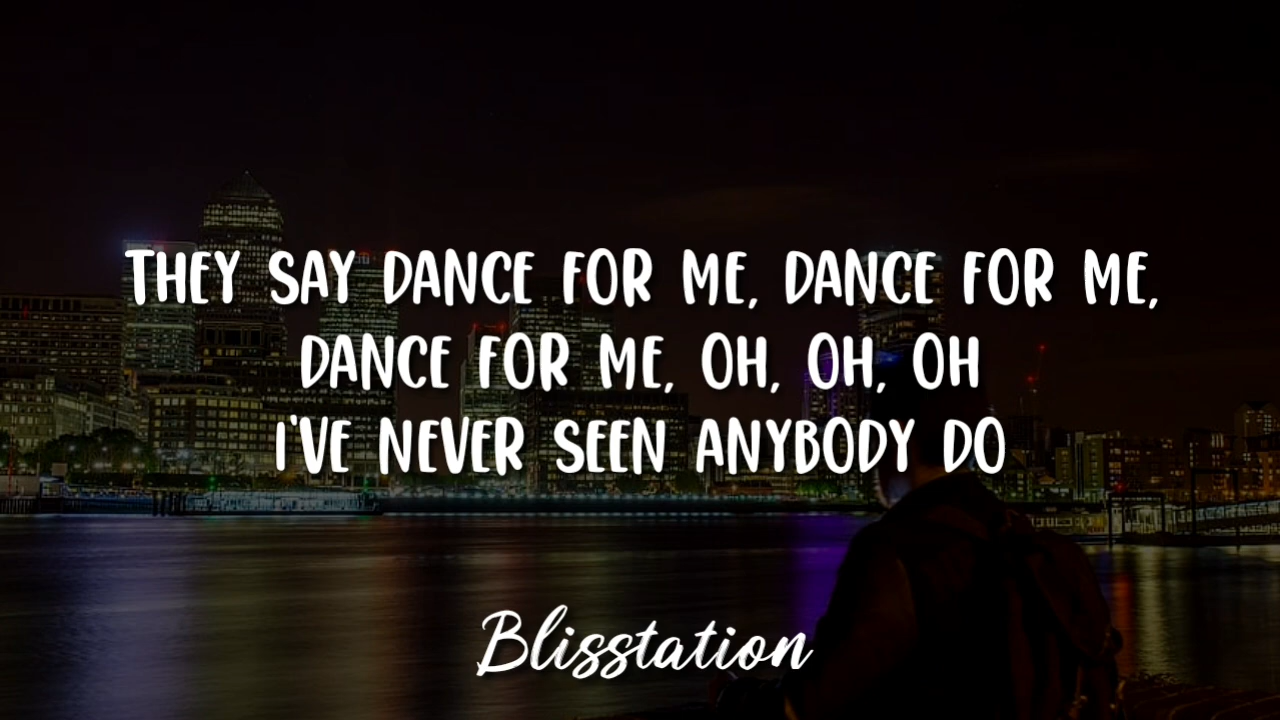 THEY SAY DANCE FOR ME, DANCE FOR ME,
DANCE FOR ME, OH, OH, OH
I'VE NEVER SEEN ANYBODY DO
Blisstation